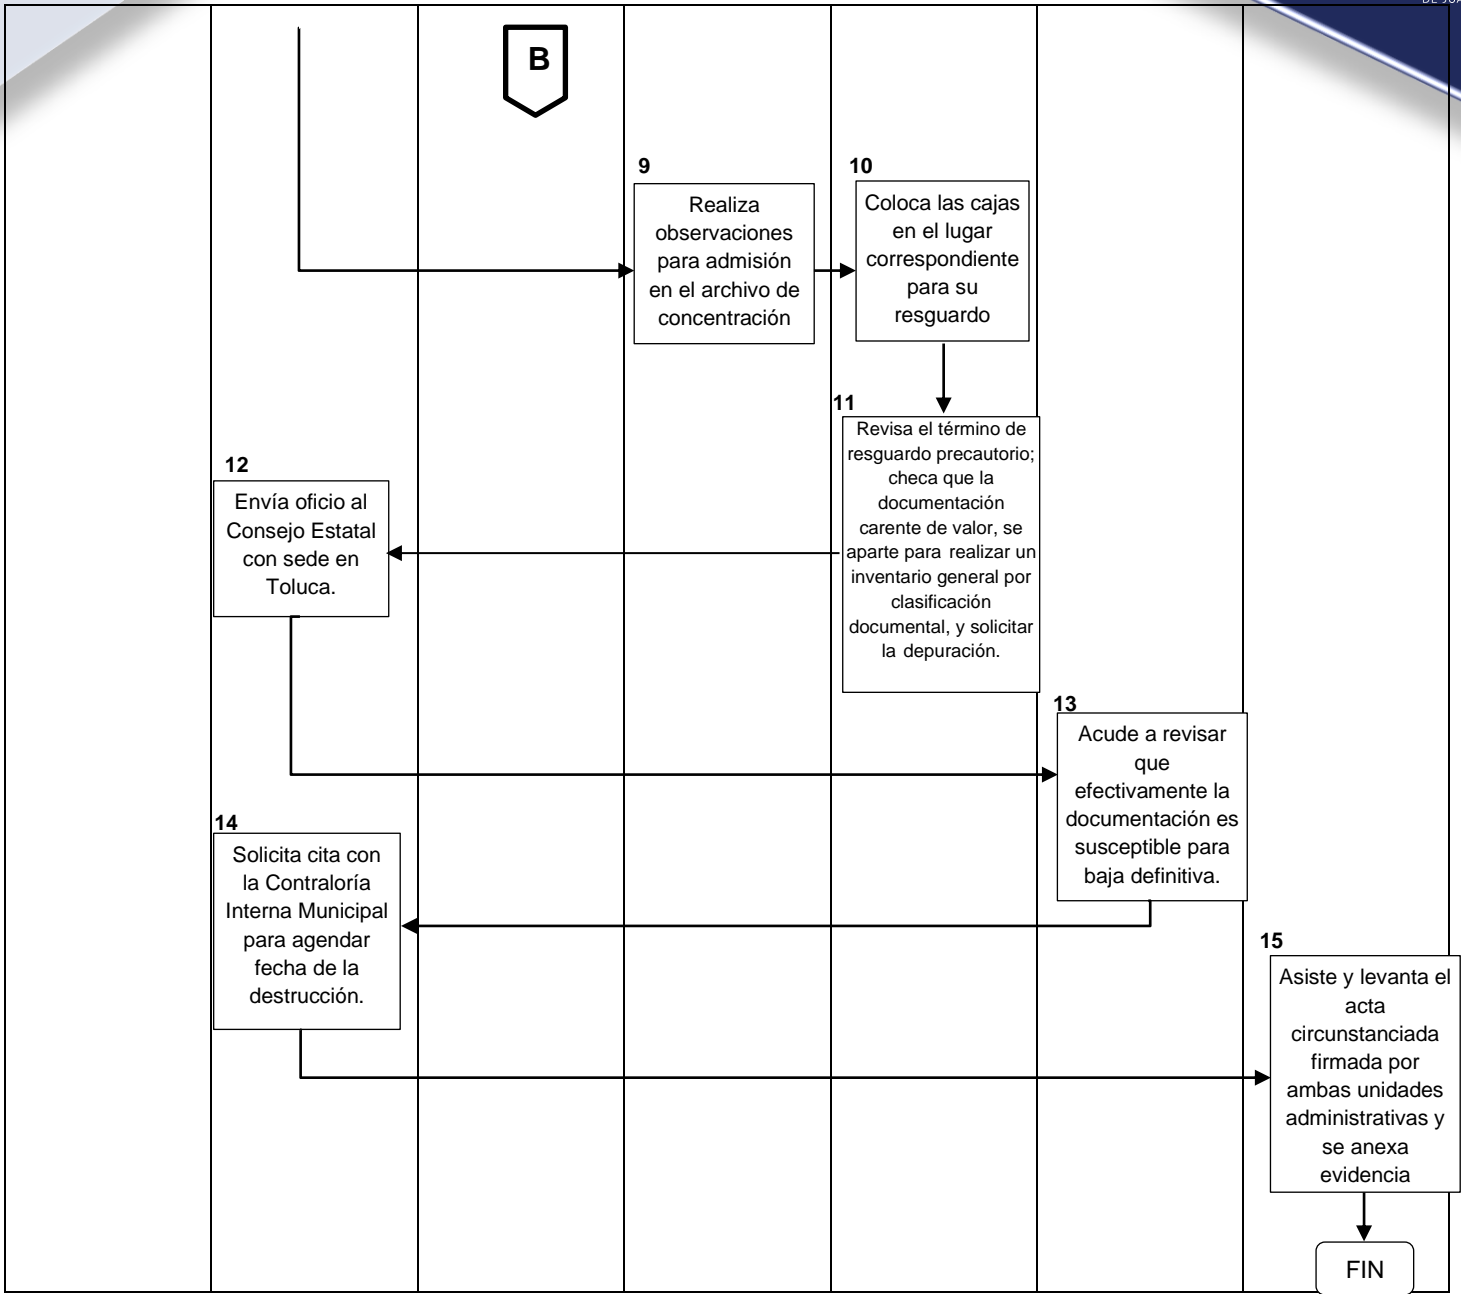 B
9
Realiza
observaciones
para admisión
en el archivo de
concentración
10
Coloca las cajas
en el lugar
correspondiente
para su
resguardo
11
Revisa el término de
resguardo precautorio;
checa que la
documentación
carente de valor, se
aparte para realizar un
inventario general por
clasificación
documental, y solicitar
la depuración.
12
Envía oficio al
Consejo Estatal
con sede en
Toluca.
13
Acude a revisar
que
efectivamente la
documentación es
susceptible para
baja definitiva.
14
Solicita cita con
la Contraloría
Interna Municipal
para agendar
fecha de la
destrucción.
15
Asiste y levanta el
acta
circunstanciada
firmada por
ambas unidades
administrativas y
se anexa
evidencia
FIN